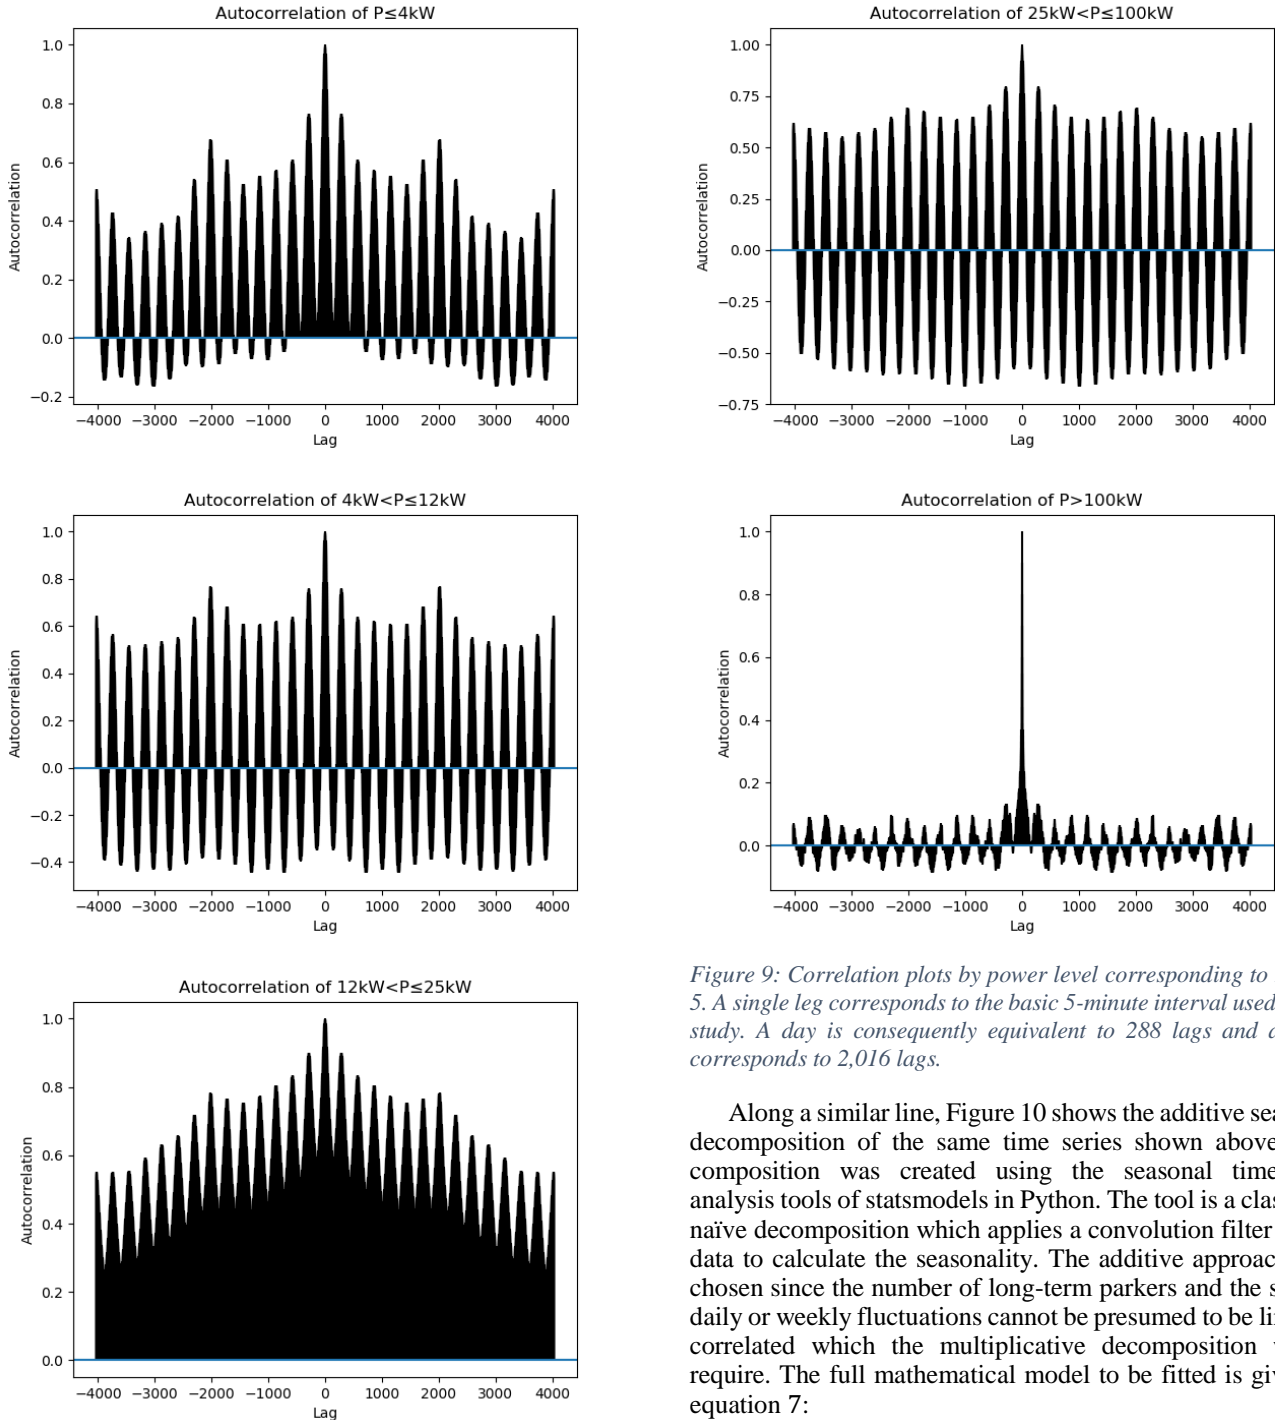 Autocorrelation of P≤4kW
1.0
0.8
0.6
0.4
0.2
0.0
−0.2
Autocorrelation
−4000 −3000 −2000 −1000 0 1000 2000 3000 4000
Lag
Autocorrelation of 4kW<P≤12kW
1.0
0.8
0.6
0.4
0.2
0.0
−0.2
−0.4
Autocorrelation
−4000 −3000 −2000 −1000 0 1000 2000 3000 4000
Lag
Autocorrelation of 12kW<P≤25kW
1.0
0.8
0.6
0.4
0.2
0.0
Autocorrelation
−4000 −3000 −2000 −1000 0 1000 2000 3000 4000
Lag
Autocorrelation of 25kW<P≤100kW
1.00
0.75
0.50
0.25
0.00
−0.25
−0.50
−0.75
Autocorrelation
−4000 −3000 −2000 −1000 0 1000 2000 3000 4000
Lag
Autocorrelation of P>100kW
1.0
0.8
0.6
0.4
0.2
0.0
Autocorrelation
−4000 −3000 −2000 −1000 0 1000 2000 3000 4000
Lag
Figure 9: Correlation plots by power level corresponding to
5. A single leg corresponds to the basic 5-minute interval used
study. A day is consequently equivalent to 288 lags and
corresponds to 2,016 lags.
Along a similar line, Figure 10 shows the additive sea
decomposition of the same time series shown above
composition was created using the seasonal time
analysis tools of statsmodels in Python. The tool is a clas
naïve decomposition which applies a convolution filter
data to calculate the seasonality. The additive approac
chosen since the number of long-term parkers and the s
daily or weekly fluctuations cannot be presumed to be li
correlated which the multiplicative decomposition
require. The full mathematical model to be fitted is giv
equation 7: